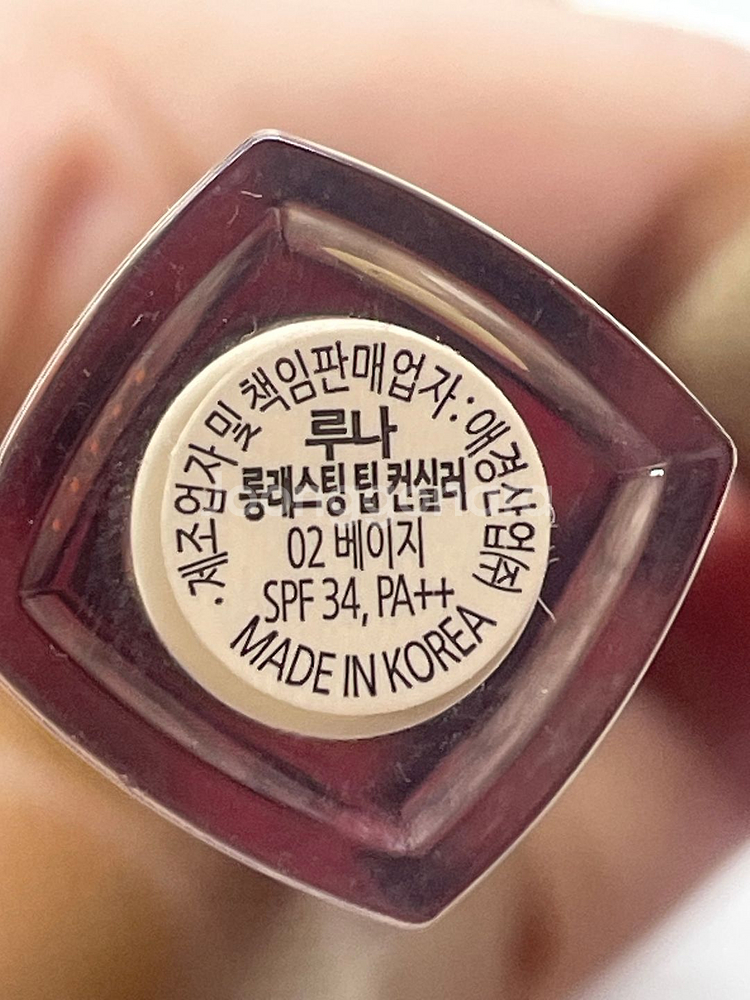 ·제조업자 및 책임판매업자: 애경산업(주)
루나
롱래스팅 팁 컨실러
02 베이지
SPF 34, PA++
MADE IN KOREA